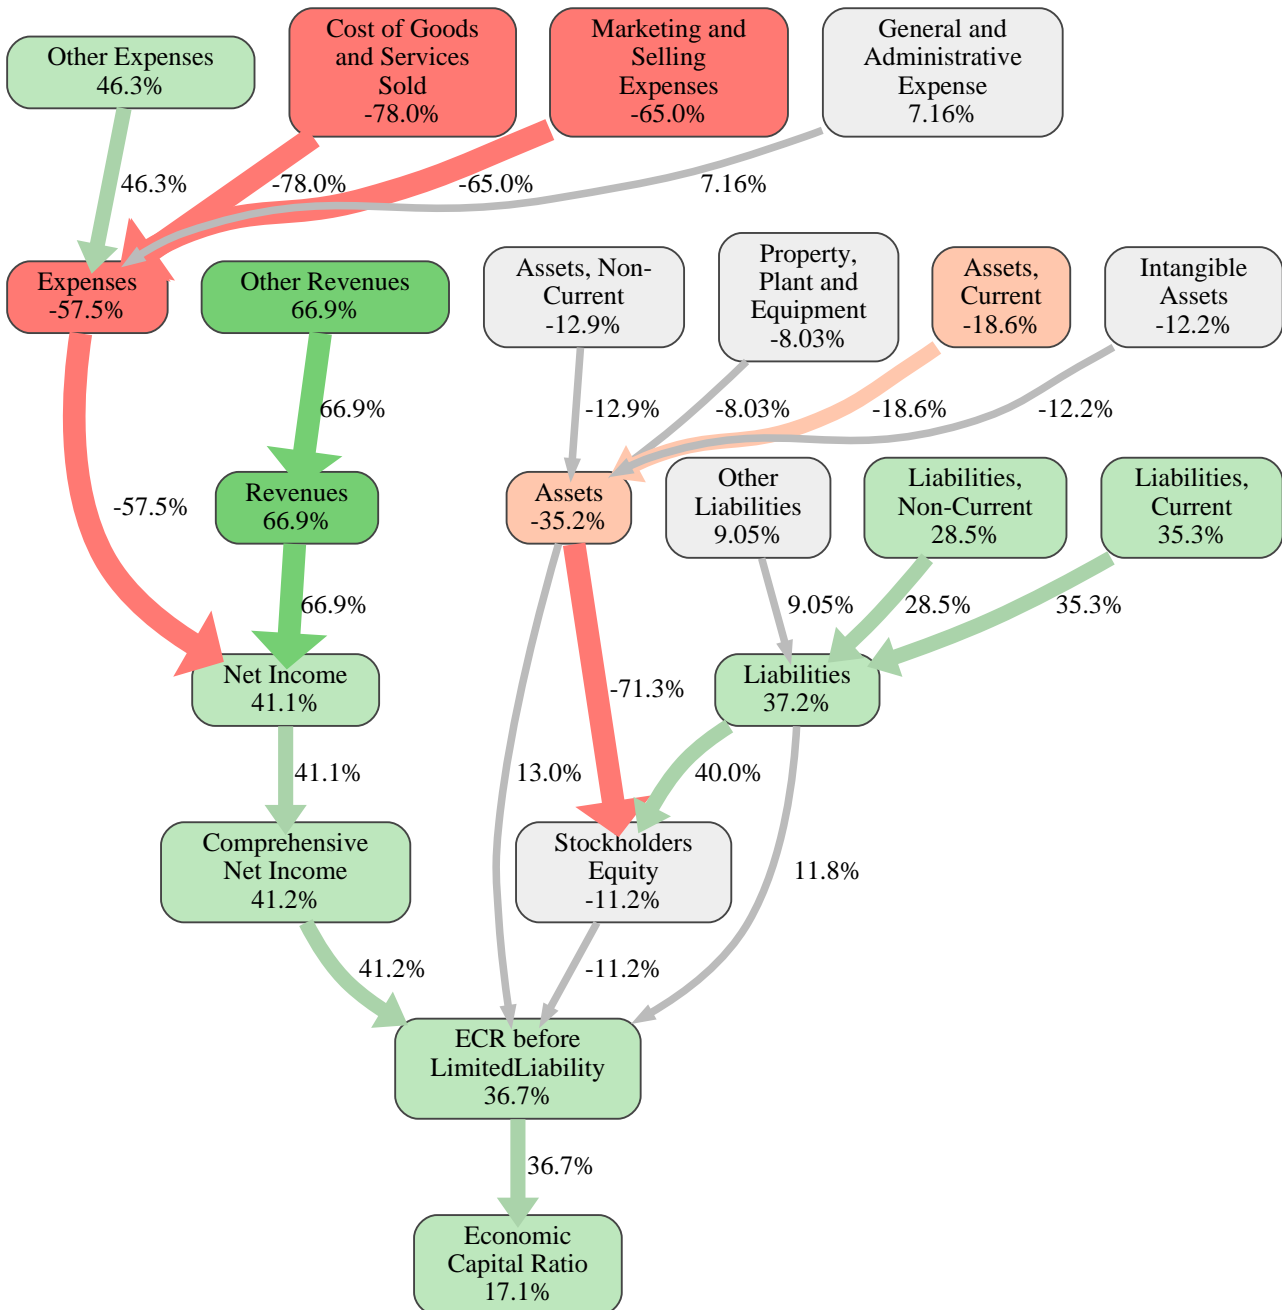 Other Expenses
46.3%
Cost of Goods
and Services
Sold
-78.0%
Marketing and
Selling
Expenses
-65.0%
General and
Administrative
Expense
7.16%
46.3%
-78.0%
-65.0%
7.16%
Expenses
-57.5%
Other Revenues
66.9%
Assets, Non-
Current
-12.9%
Property,
Plant and
Equipment
-8.03%
Assets,
Current
-18.6%
Intangible
Assets
-12.2%
66.9%
-12.9%
-8.03%
-18.6%
-12.2%
-57.5%
Revenues
66.9%
Assets
-35.2%
Other
Liabilities
9.05%
Liabilities,
Non-Current
28.5%
Liabilities,
Current
35.3%
66.9%
9.05%
28.5%
35.3%
Net Income
41.1%
-71.3%
Liabilities
37.2%
41.1%
13.0%
40.0%
Comprehensive
Net Income
41.2%
Stockholders
Equity
-11.2%
11.8%
41.2%
-11.2%
ECR before
LimitedLiability
36.7%
36.7%
Economic
Capital Ratio
17.1%